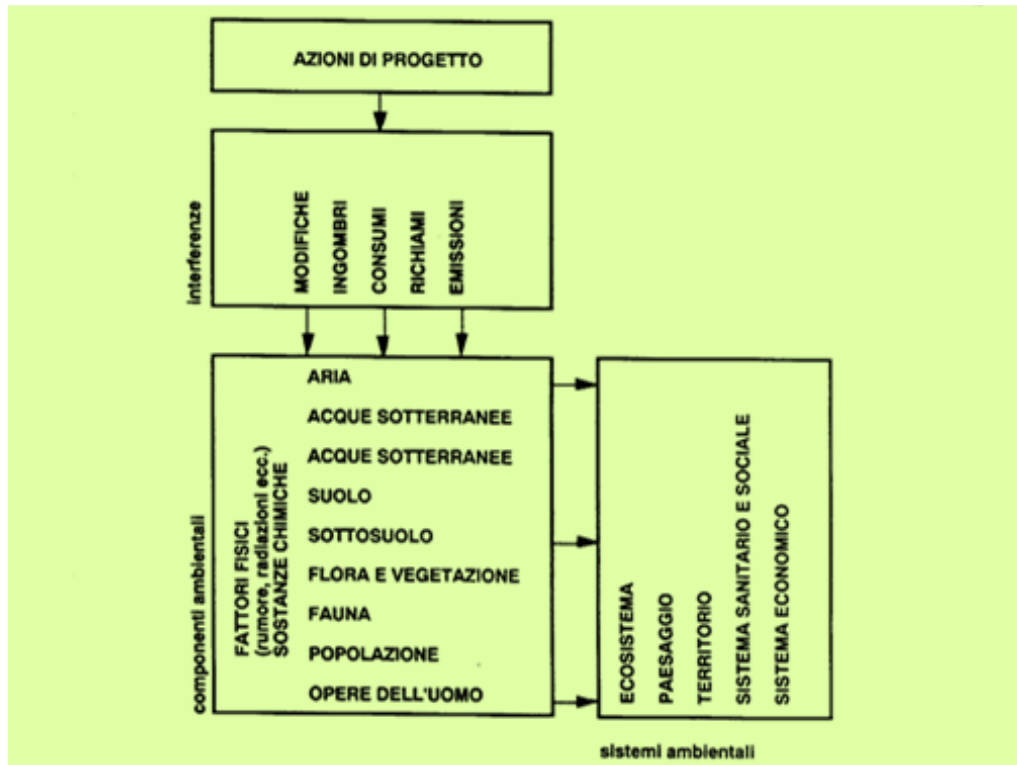 AZIONI DI PROGETTO
interferenze
MODIFICHE
INGOMBRI
CONSUMI
RICHIAMI
EMISSIONI
componenti ambientali
FATTORI FISICI
(rumore, radiazioni ecc.)
SOSTANZE CHIMICHE
ARIA
ACQUE SOTTERRANEE
ACQUE SOTTERRANEE
SUOLO
SOTTOSUOLO
FLORA E VEGETAZIONE
FAUNA
POPOLAZIONE
OPERE DELL'UOMO
ECOSISTEMA
PAESAGGIO
TERRITORIO
SISTEMA SANITARIO E SOCIALE
SISTEMA ECONOMICO
sistemi ambientali